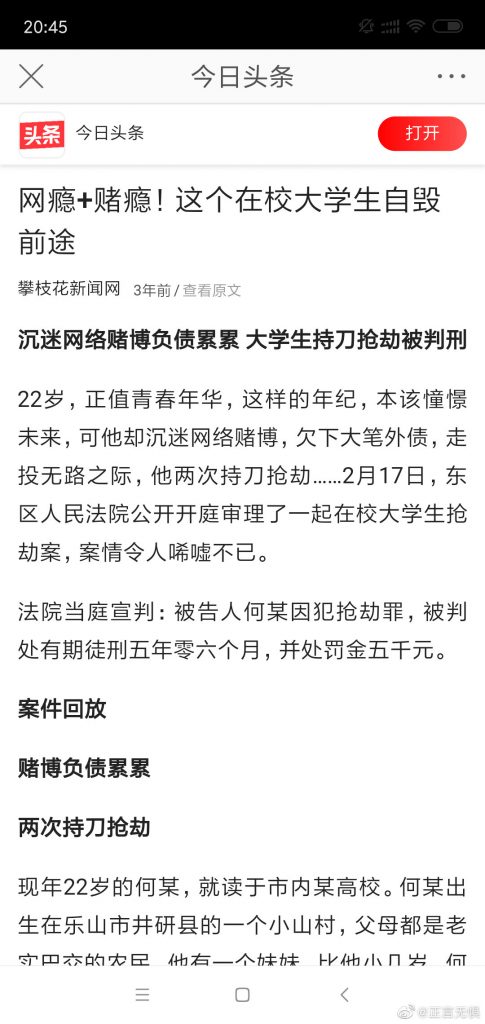 20:45
今日头条
头条 今日头条 打开
网瘾+赌瘾！这个在校大学生自毁
前途
攀枝花新闻网 3年前 / 查看原文
沉迷网络赌博负债累累 大学生持刀抢劫被判刑
22岁，正值青春年华，这样的年纪，本该憧憬
未来，可他却沉迷网络赌博，欠下大笔外债，走
投无路之际，他两次持刀抢劫……2月17日，东
区人民法院公开开庭审理了一起在校大学生抢
劫案，案情令人唏嘘不已。
法院当庭宣判：被告人何某因犯抢劫罪，被判
处有期徒刑五年零六个月，并处罚金五千元。
案件回放
赌博负债累累
两次持刀抢劫
现年22岁的何某，就读于市内某高校。何某出
生在乐山市井研县的一个小山村，父母都是老
实巴交的农民，他有一个妹妹，比他小几岁。何
@正言无惧